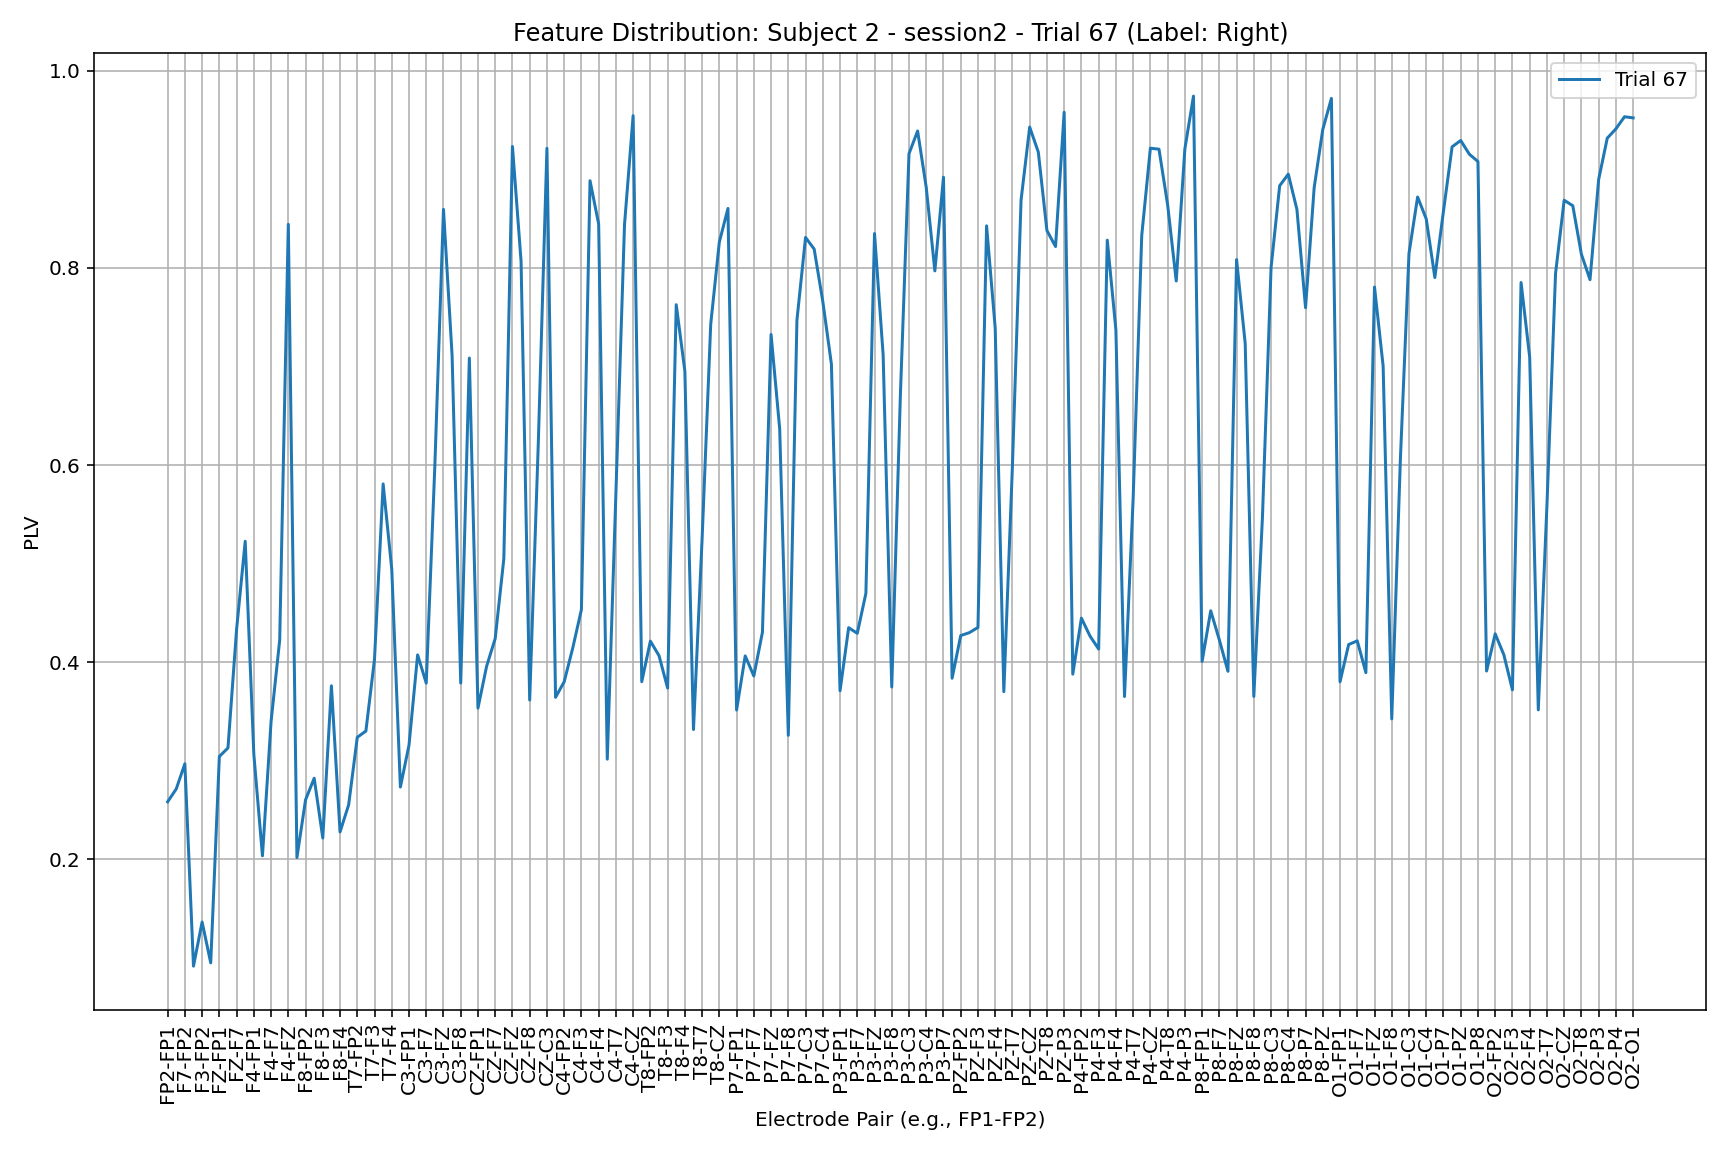 Feature Distribution: Subject 2 - session2 - Trial 67 (Label: Right)
Trial 67
1.0
0.8
0.6
0.4
0.2
PLV
FP2-FP1
F7-FP2
F3-FP2
FZ-FP1
FZ-F7
F4-FP1
F4-F7
F4-FZ
F8-FP2
F8-F3
F8-F4
T7-FP2
T7-F3
T7-F4
C3-FP1
C3-F7
C3-FZ
C3-F8
CZ-FP1
CZ-F7
CZ-FZ
CZ-F8
CZ-C3
C4-FP2
C4-F3
C4-F4
C4-T7
C4-CZ
T8-FP2
T8-F3
T8-F4
T8-T7
T8-CZ
P7-FP1
P7-F7
P7-FZ
P7-F8
P7-C3
P7-C4
P3-FP1
P3-F7
P3-FZ
P3-F8
P3-C3
P3-C4
P3-P7
PZ-FP2
PZ-F3
PZ-F4
PZ-T7
PZ-CZ
PZ-T8
PZ-P3
P4-FP2
P4-F3
P4-F4
P4-T7
P4-CZ
P4-T8
P4-P3
P8-FP1
P8-F7
P8-FZ
P8-F8
P8-C3
P8-C4
P8-P7
P8-PZ
O1-FP1
O1-F7
O1-FZ
O1-F8
O1-C3
O1-C4
O1-P7
O1-PZ
O1-P8
O2-FP2
O2-F3
O2-F4
O2-T7
O2-CZ
O2-T8
O2-P3
O2-P4
O2-O1
Electrode Pair (e.g., FP1-FP2)